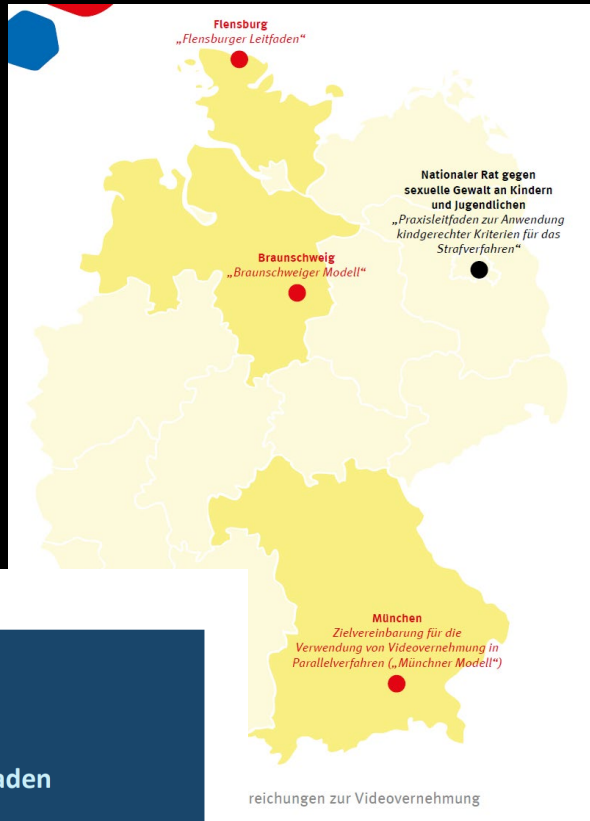 Flensburg
„Flensburger Leitfaden“
Nationaler Rat gegen
sexuelle Gewalt an Kindern
und Jugendlichen
„Praxisleitfaden zur Anwendung
kindgerechter Kriterien für das
Strafverfahren“
Braunschweig
„Braunschweiger Modell“
München
Zielvereinbarung für die
Verwendung von Videovernehmung in
Parallelverfahren („Münchner Modell“)
aden
reichungen zur Videovernehmung